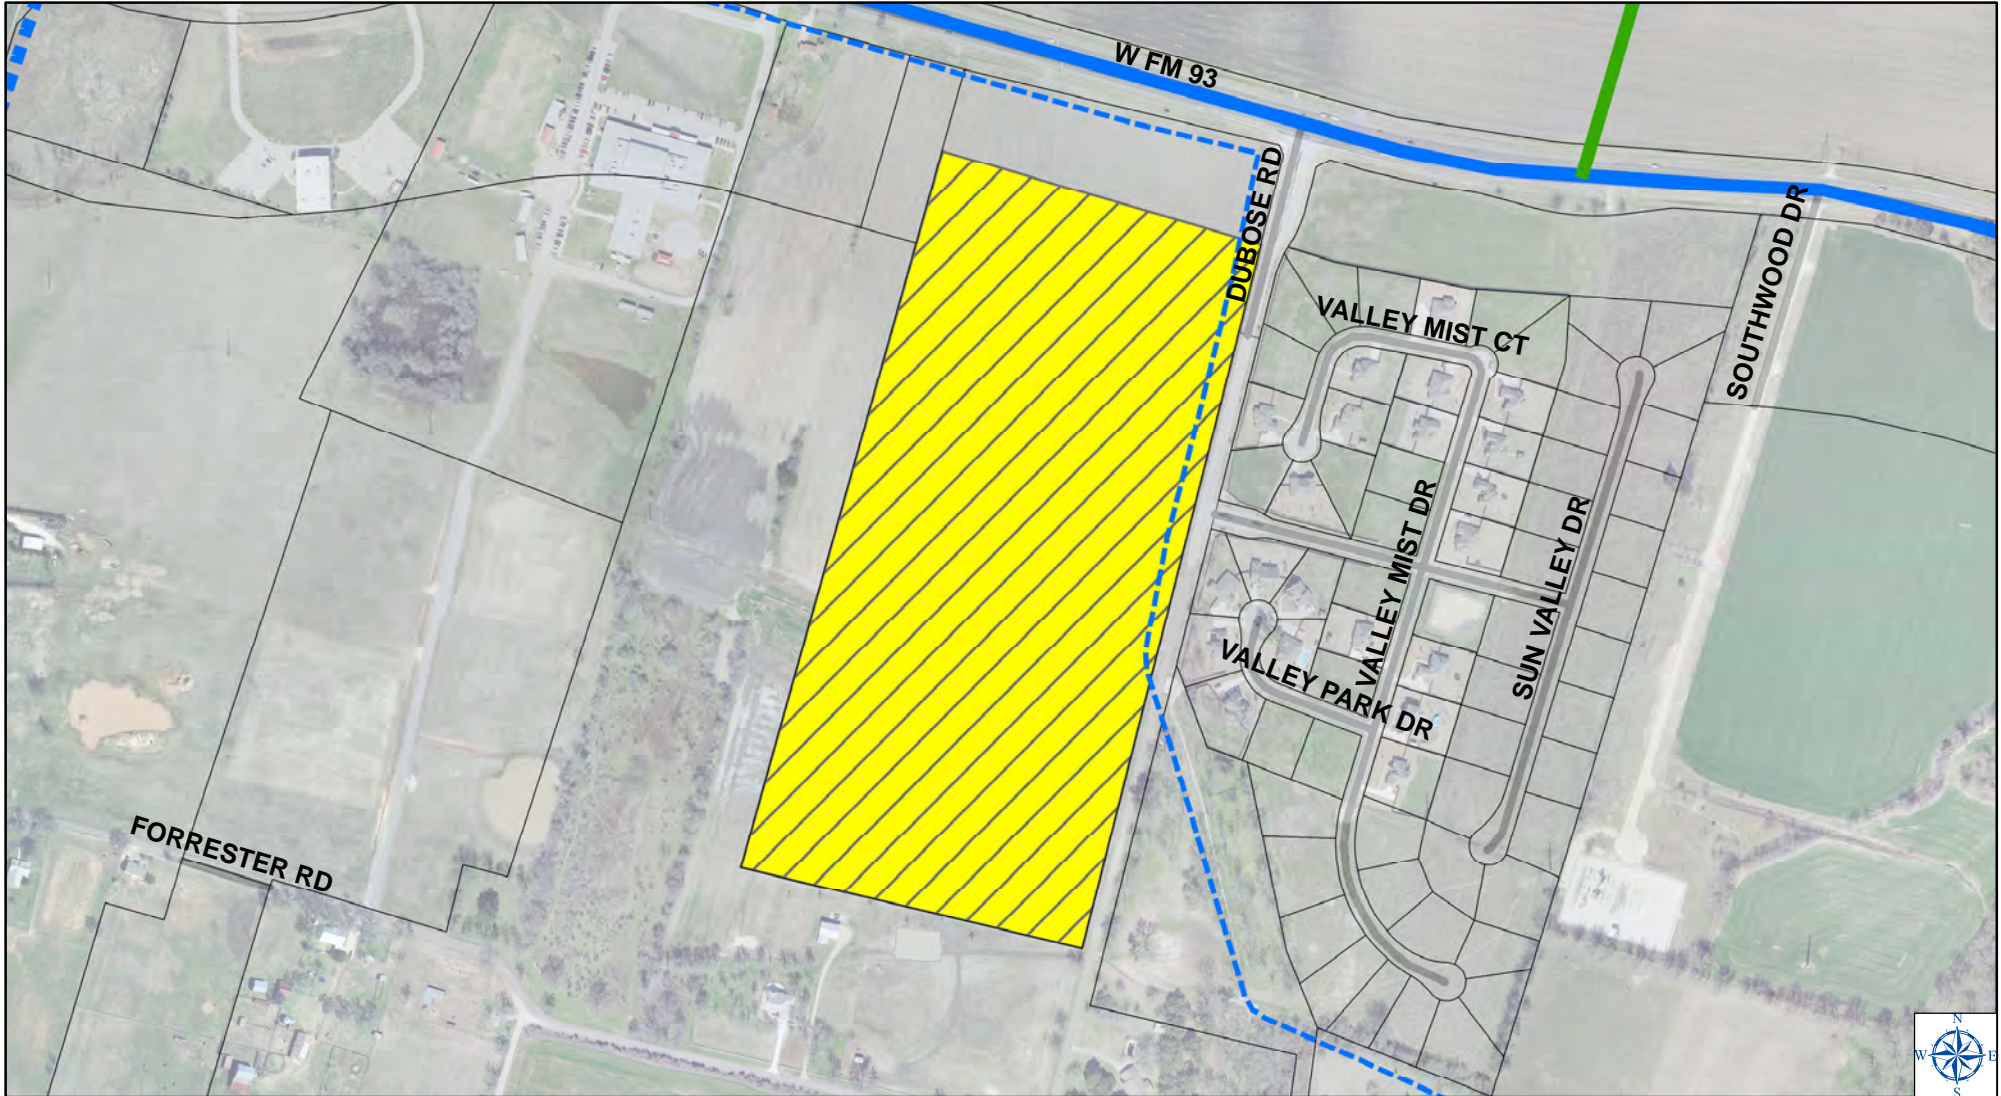 W FM 93
DUBOSE RD
SOUTHWOOD DR
VALLEY MIST CT
VALLEY MIST DR
SUN VALLEY DR
VALLEY PARK DR
FORRESTER RD
N
W E
S